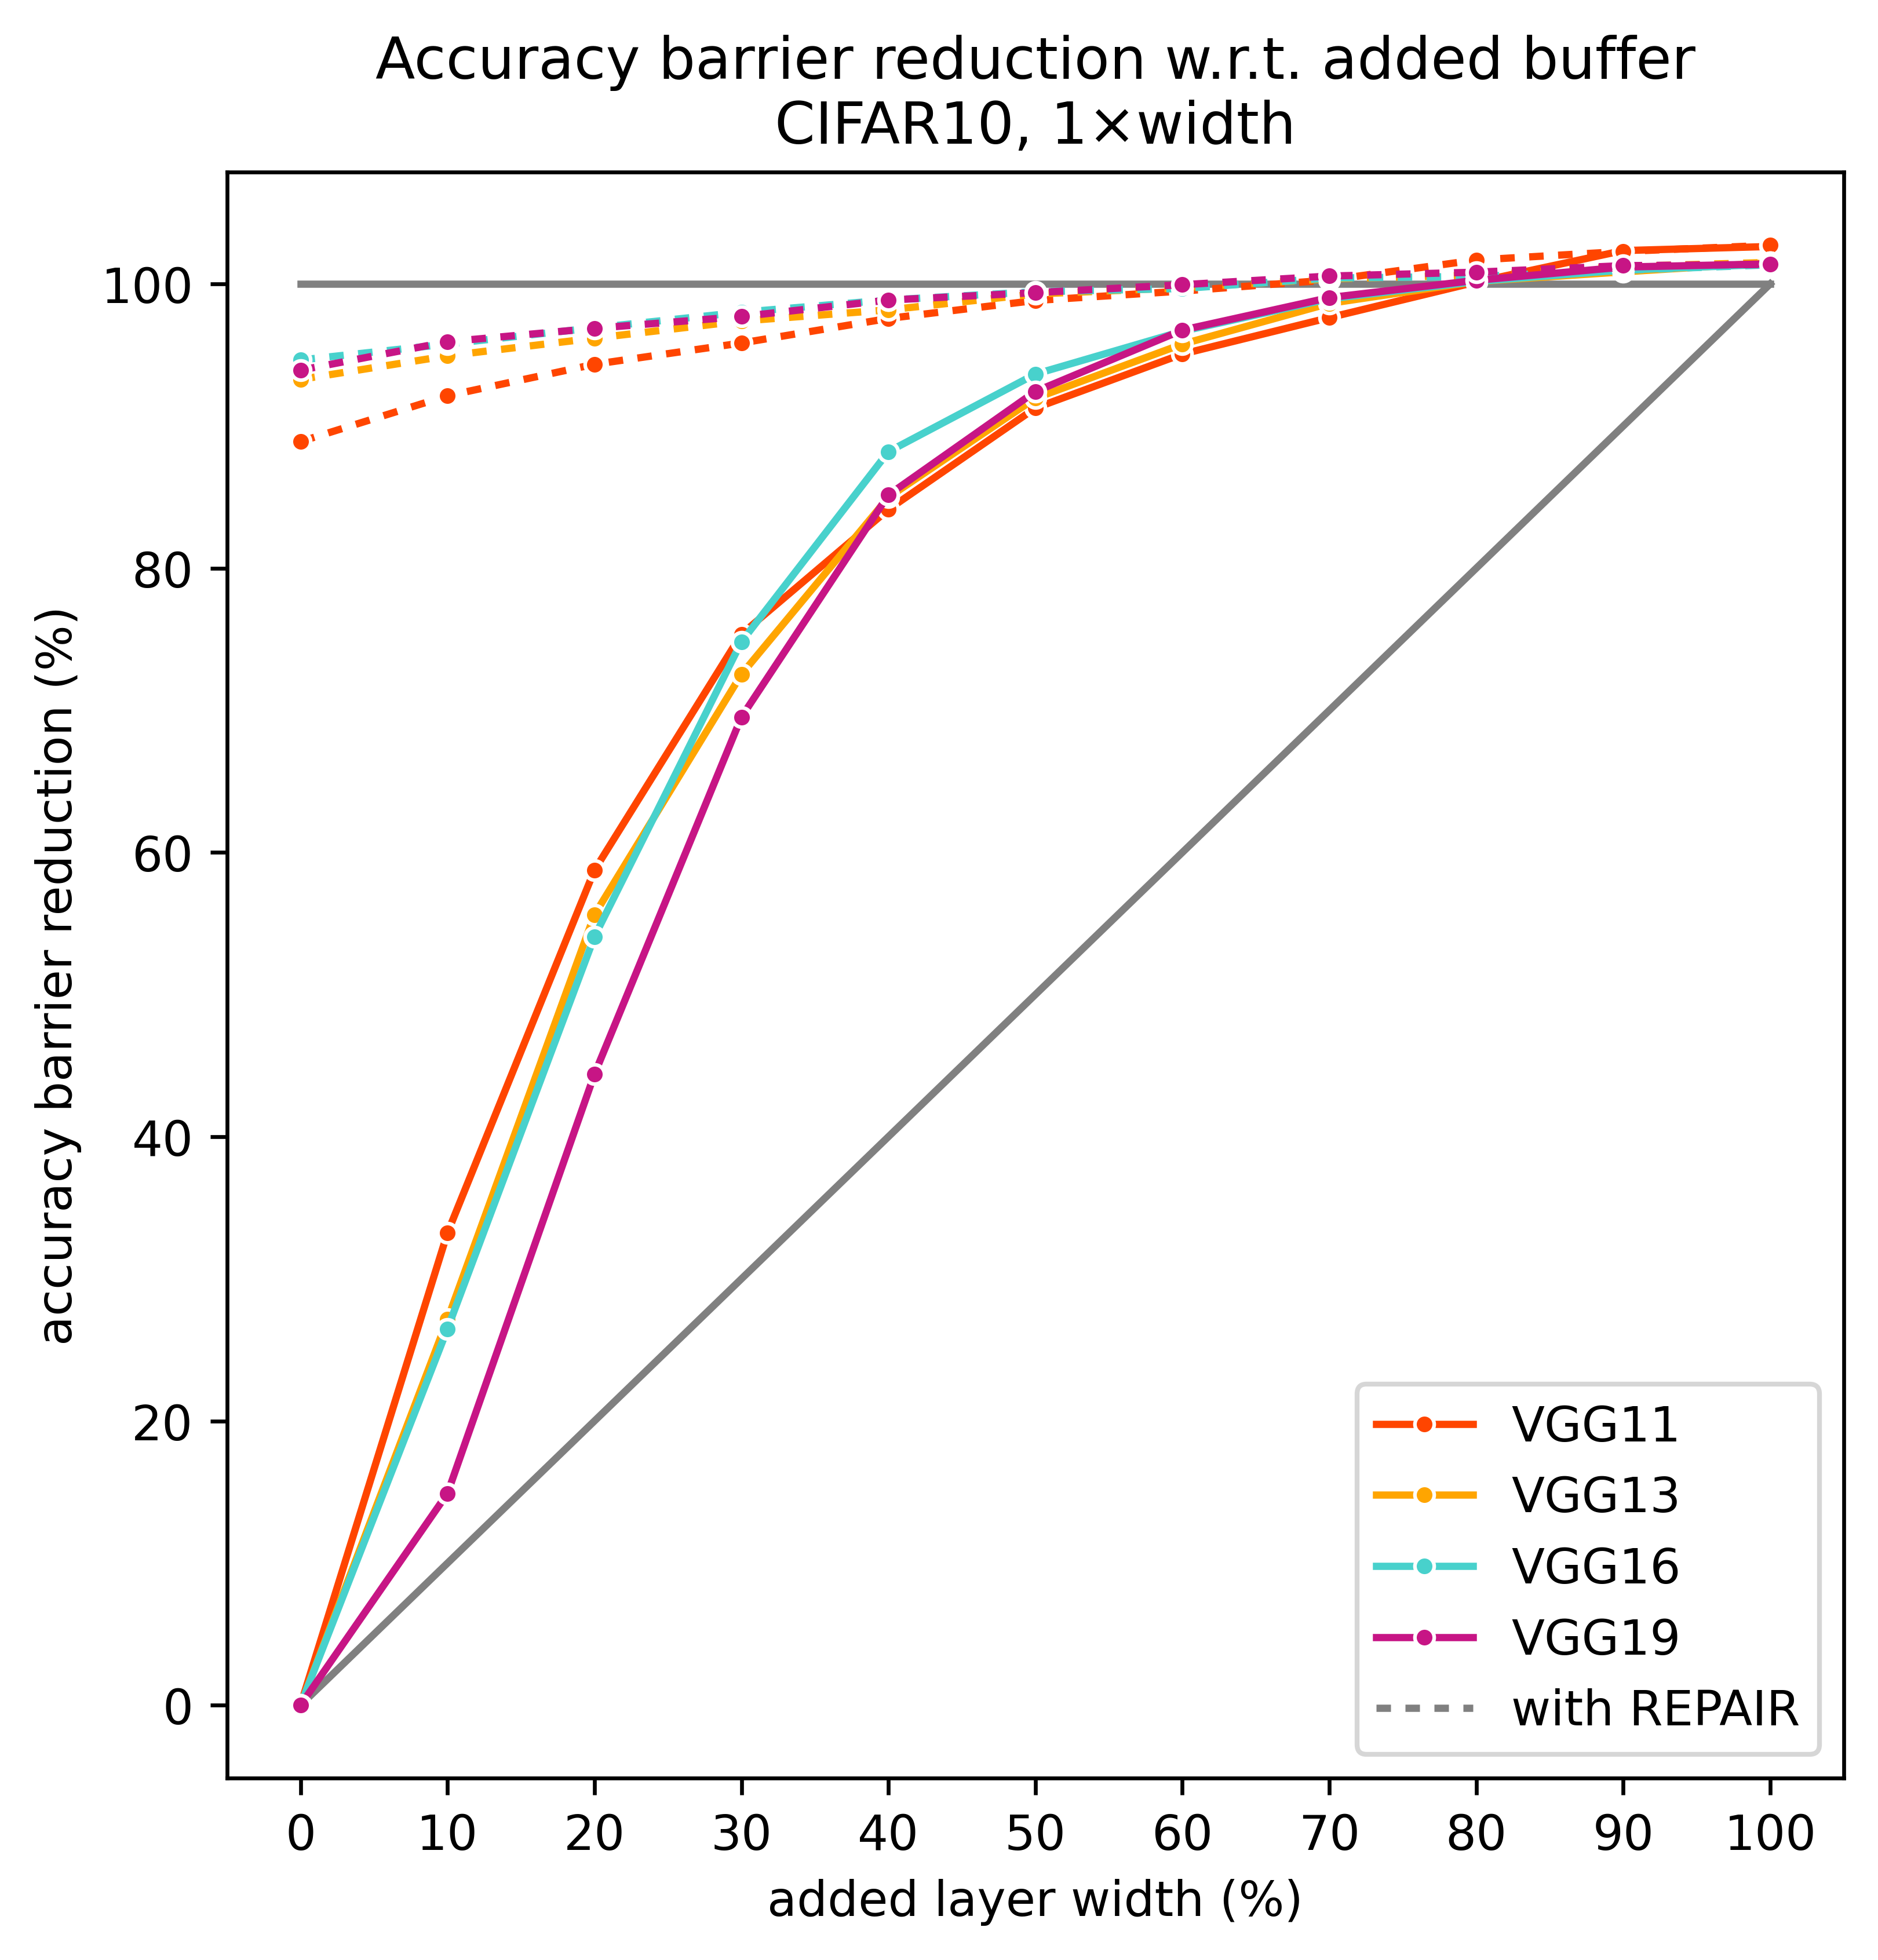 Accuracy barrier reduction w.r.t. added buffer
CIFAR10, 1×width
accuracy barrier reduction (%)
100
80
60
40
20
0
0 10 20 30 40 50 60 70 80 90 100
added layer width (%)
VGG11
VGG13
VGG16
VGG19
with REPAIR